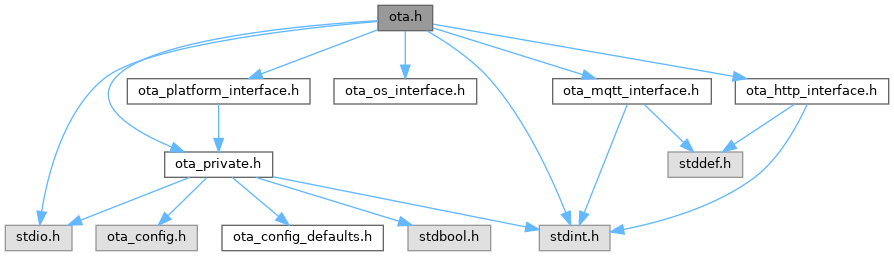 ota.h
ota_platform_interface.h
ota_os_interface.h
ota_mqtt_interface.h
ota_http_interface.h
ota_private.h
stddef.h
stdio.h
ota_config.h
ota_config_defaults.h
stdbool.h
stdint.h